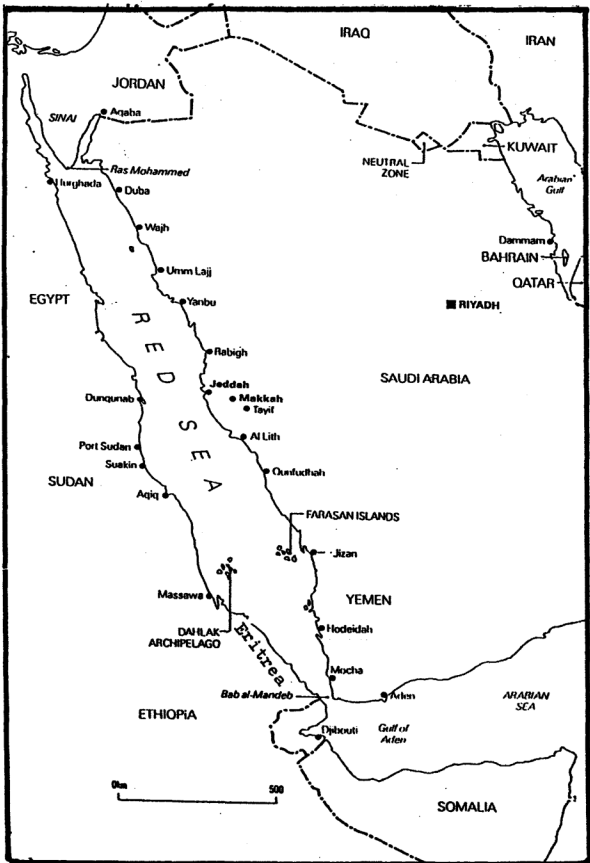 IRAQ
IRAN
JORDAN
SINAI
Aqaba
KUWAIT
NEUTRAL
ZONE
Ras Mohammed
Arabian
Gulf
Hurghada
Duba
Wajh
Dammam
BAHRAIN
Umm Lajj
QATAR
EGYPT
Yanbu
RIYADH
RED SEA
Rabigh
SAUDI ARABIA
Jeddah
Makkah
Tayif
Dunqunab
Al Lith
Port Sudan
Suakin
Qunfudhah
SUDAN
Aqiq
FARASAN ISLANDS
Jizan
Massawa
YEMEN
DAHLAK
ARCHIPELAGO
Eritrea
Hodeidah
Mocha
Bab al-Mandeb
Aden
ARABIAN
SEA
ETHIOPiA
Djibouti
Gulf of
Aden
0km
500
SOMALIA